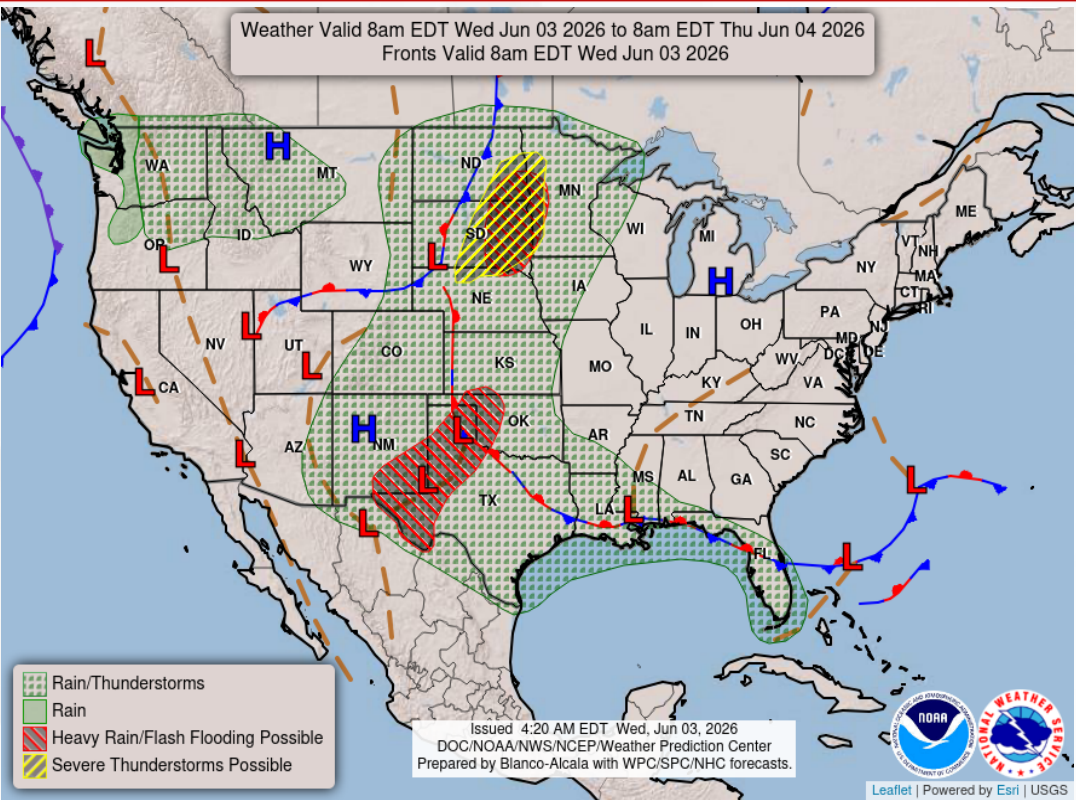 Weather Valid 8am EDT Wed Jun 03 2026 to 8am EDT Thu Jun 04 2026
Fronts Valid 8am EDT Wed Jun 03 2026
L
H
WA
MT
ND
MN
ME
OR
ID
SD
WI
MI
VT
NH
L
L
WY
H
NY
MA
CT
RI
NE
IA
PA
NJ
L
NV
UT
L
CO
IL
IN
OH
MD
DE
DC
WV
L
CA
KS
MO
KY
VA
H
AZ
NM
L
OK
TN
NC
AR
SC
L
L
TX
MS
AL
GA
L
L
LA
L
FL
L
Rain/Thunderstorms
Rain
Heavy Rain/Flash Flooding Possible
Severe Thunderstorms Possible
Issued 4:20 AM EDT Wed, Jun 03, 2026
DOC/NOAA/NWS/NCEP/Weather Prediction Center
Prepared by Blanco-Alcala with WPC/SPC/NHC forecasts.
NOAA
NATIONAL WEATHER SERVICE
Leaflet | Powered by Esri | USGS